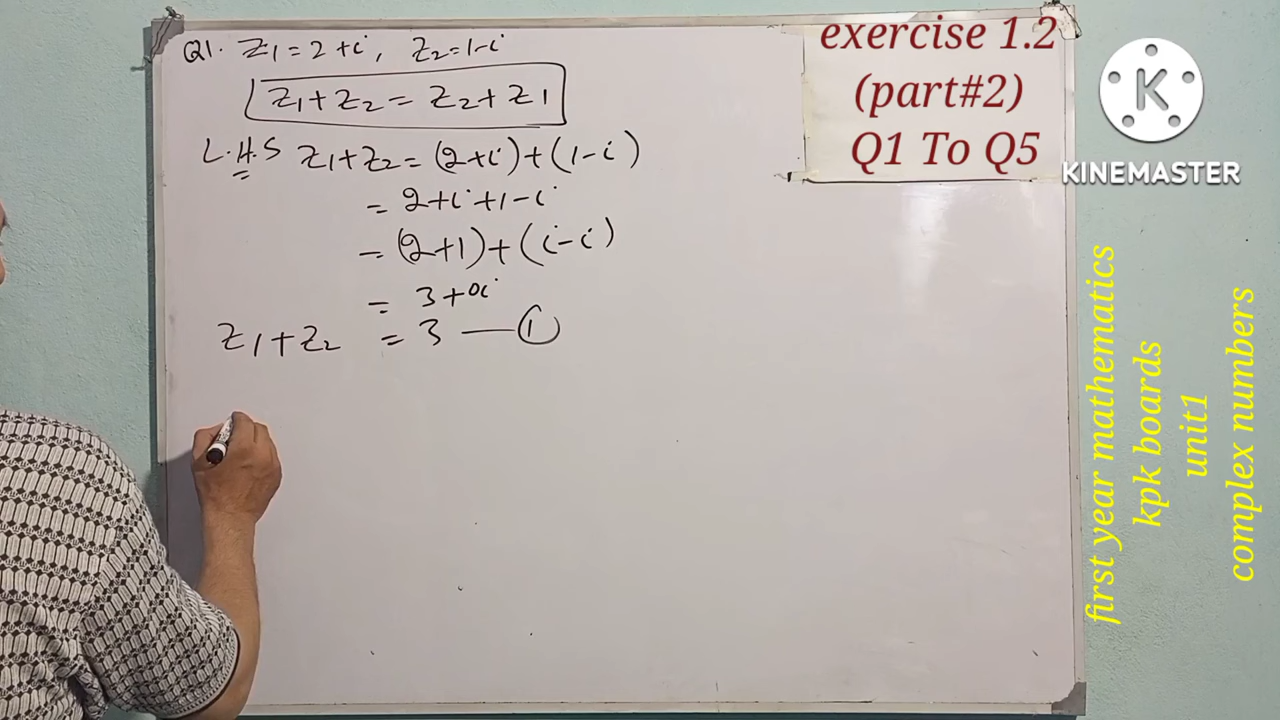 Q1. Z1 = 2+i, Z2 = 1-i
Z1+Z2 = Z2+Z1
L.H.S Z1+Z2 = (2+i)+(1-i)
= 2+i+1-i
= (2+1)+(i-i)
= 3+0i
Z1+Z2 = 3 — ①
exercise 1.2
(part#2)
Q1 To Q5
K
KINEMASTER
first year mathematics
kpk boards
unit1
complex numbers